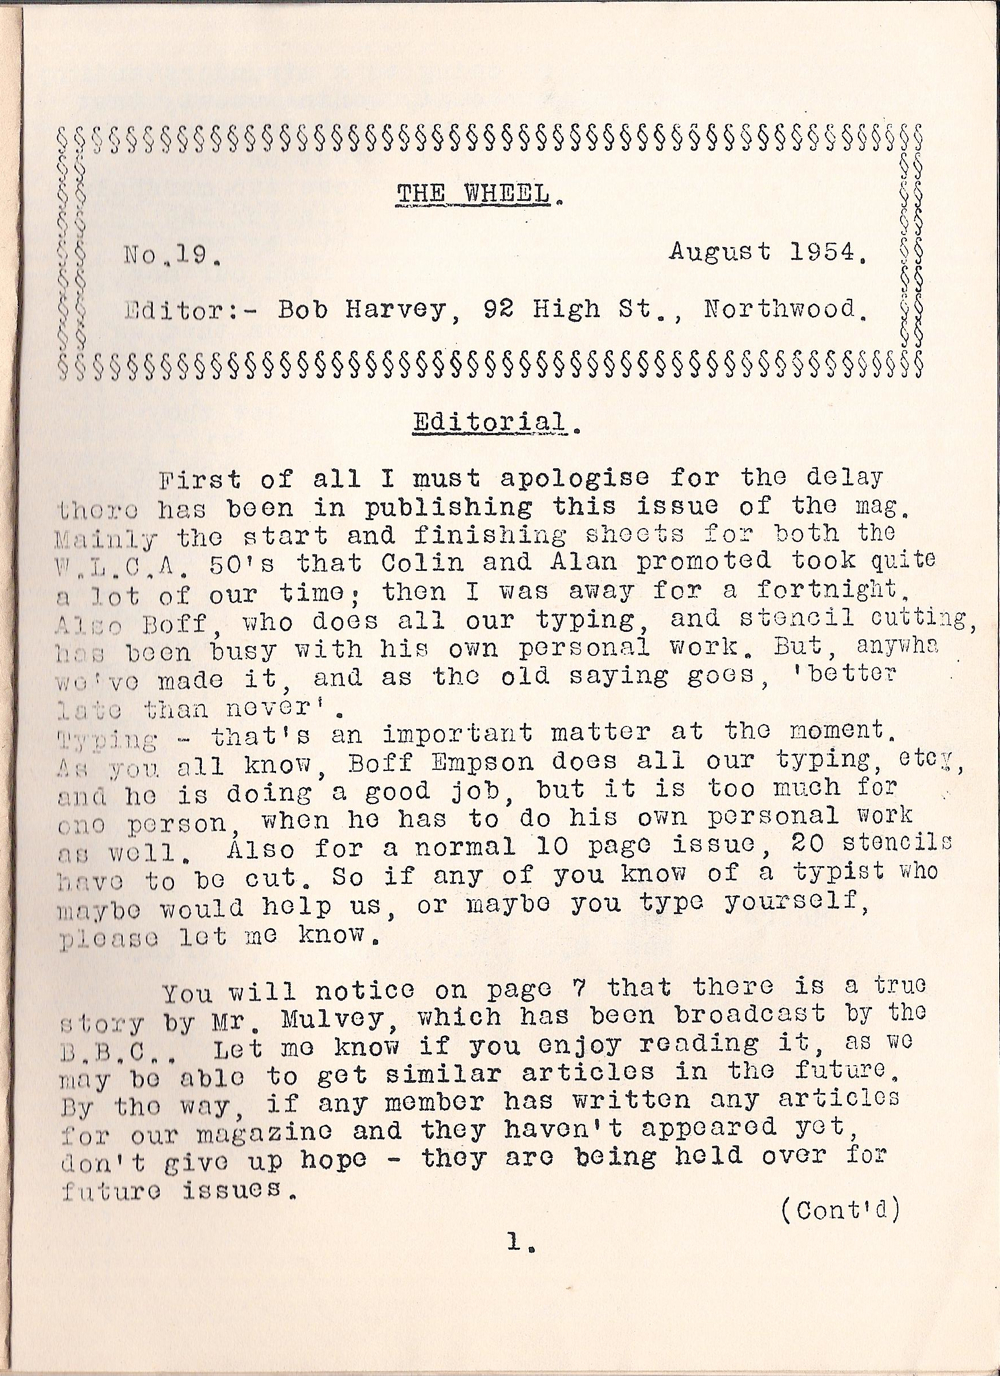 §§§§§§§§§§§§§§§§§§§§§§§§§§§§§§§§§§§§§§§§§§§§§§§§§§
THE WHEEL.
No.19. August 1954.
Editor:- Bob Harvey, 92 High St., Northwood.
§§§§§§§§§§§§§§§§§§§§§§§§§§§§§§§§§§§§§§§§§§§§§§§§§§
Editorial.
First of all I must apologise for the delay
there has been in publishing this issue of the mag.
Mainly the start and finishing sheets for both the
W.L.C.A. 50's that Colin and Alan promoted took quite
a lot of our time; then I was away for a fortnight.
Also Boff, who does all our typing, and stencil cutting,
has been busy with his own personal work. But, anywha
we've made it, and as the old saying goes, 'better
late than never'.
Typing - that's an important matter at the moment.
As you all know, Boff Empson does all our typing, etcy,
and he is doing a good job, but it is too much for
one person, when he has to do his own personal work
as well. Also for a normal 10 page issue, 20 stencils
have to be cut. So if any of you know of a typist who
maybe would help us, or maybe you type yourself,
please let me know.
You will notice on page 7 that there is a true
story by Mr. Mulvey, which has been broadcast by the
B.B.C.. Let me know if you enjoy reading it, as we
may be able to get similar articles in the future.
By the way, if any member has written any articles
for our magazine and they haven't appeared yet,
don't give up hope - they are being held over for
future issues.
(Cont'd)
1.